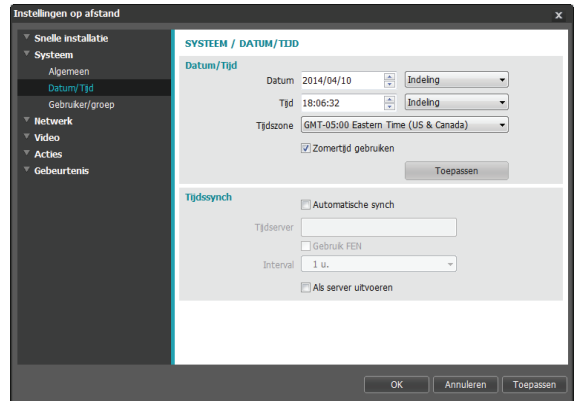 Instellingen op afstand
x
Snelle installatie
Systeem
Algemeen
Datum/Tijd
Gebruiker/groep
Netwerk
Video
Acties
Gebeurtenis
SYSTEEM / DATUM/TIJD
Datum/Tijd
Datum 2014/04/10 Indeling
Tijd 18:06:32 Indeling
Tijdszone GMT-05:00 Eastern Time (US & Canada)
Zomertijd gebruiken
Toepassen
Tijdssynch
Automatische synch
Tijdserver
Gebruik FEN
Interval 1 u.
Als server uitvoeren
OK Annuleren Toepassen